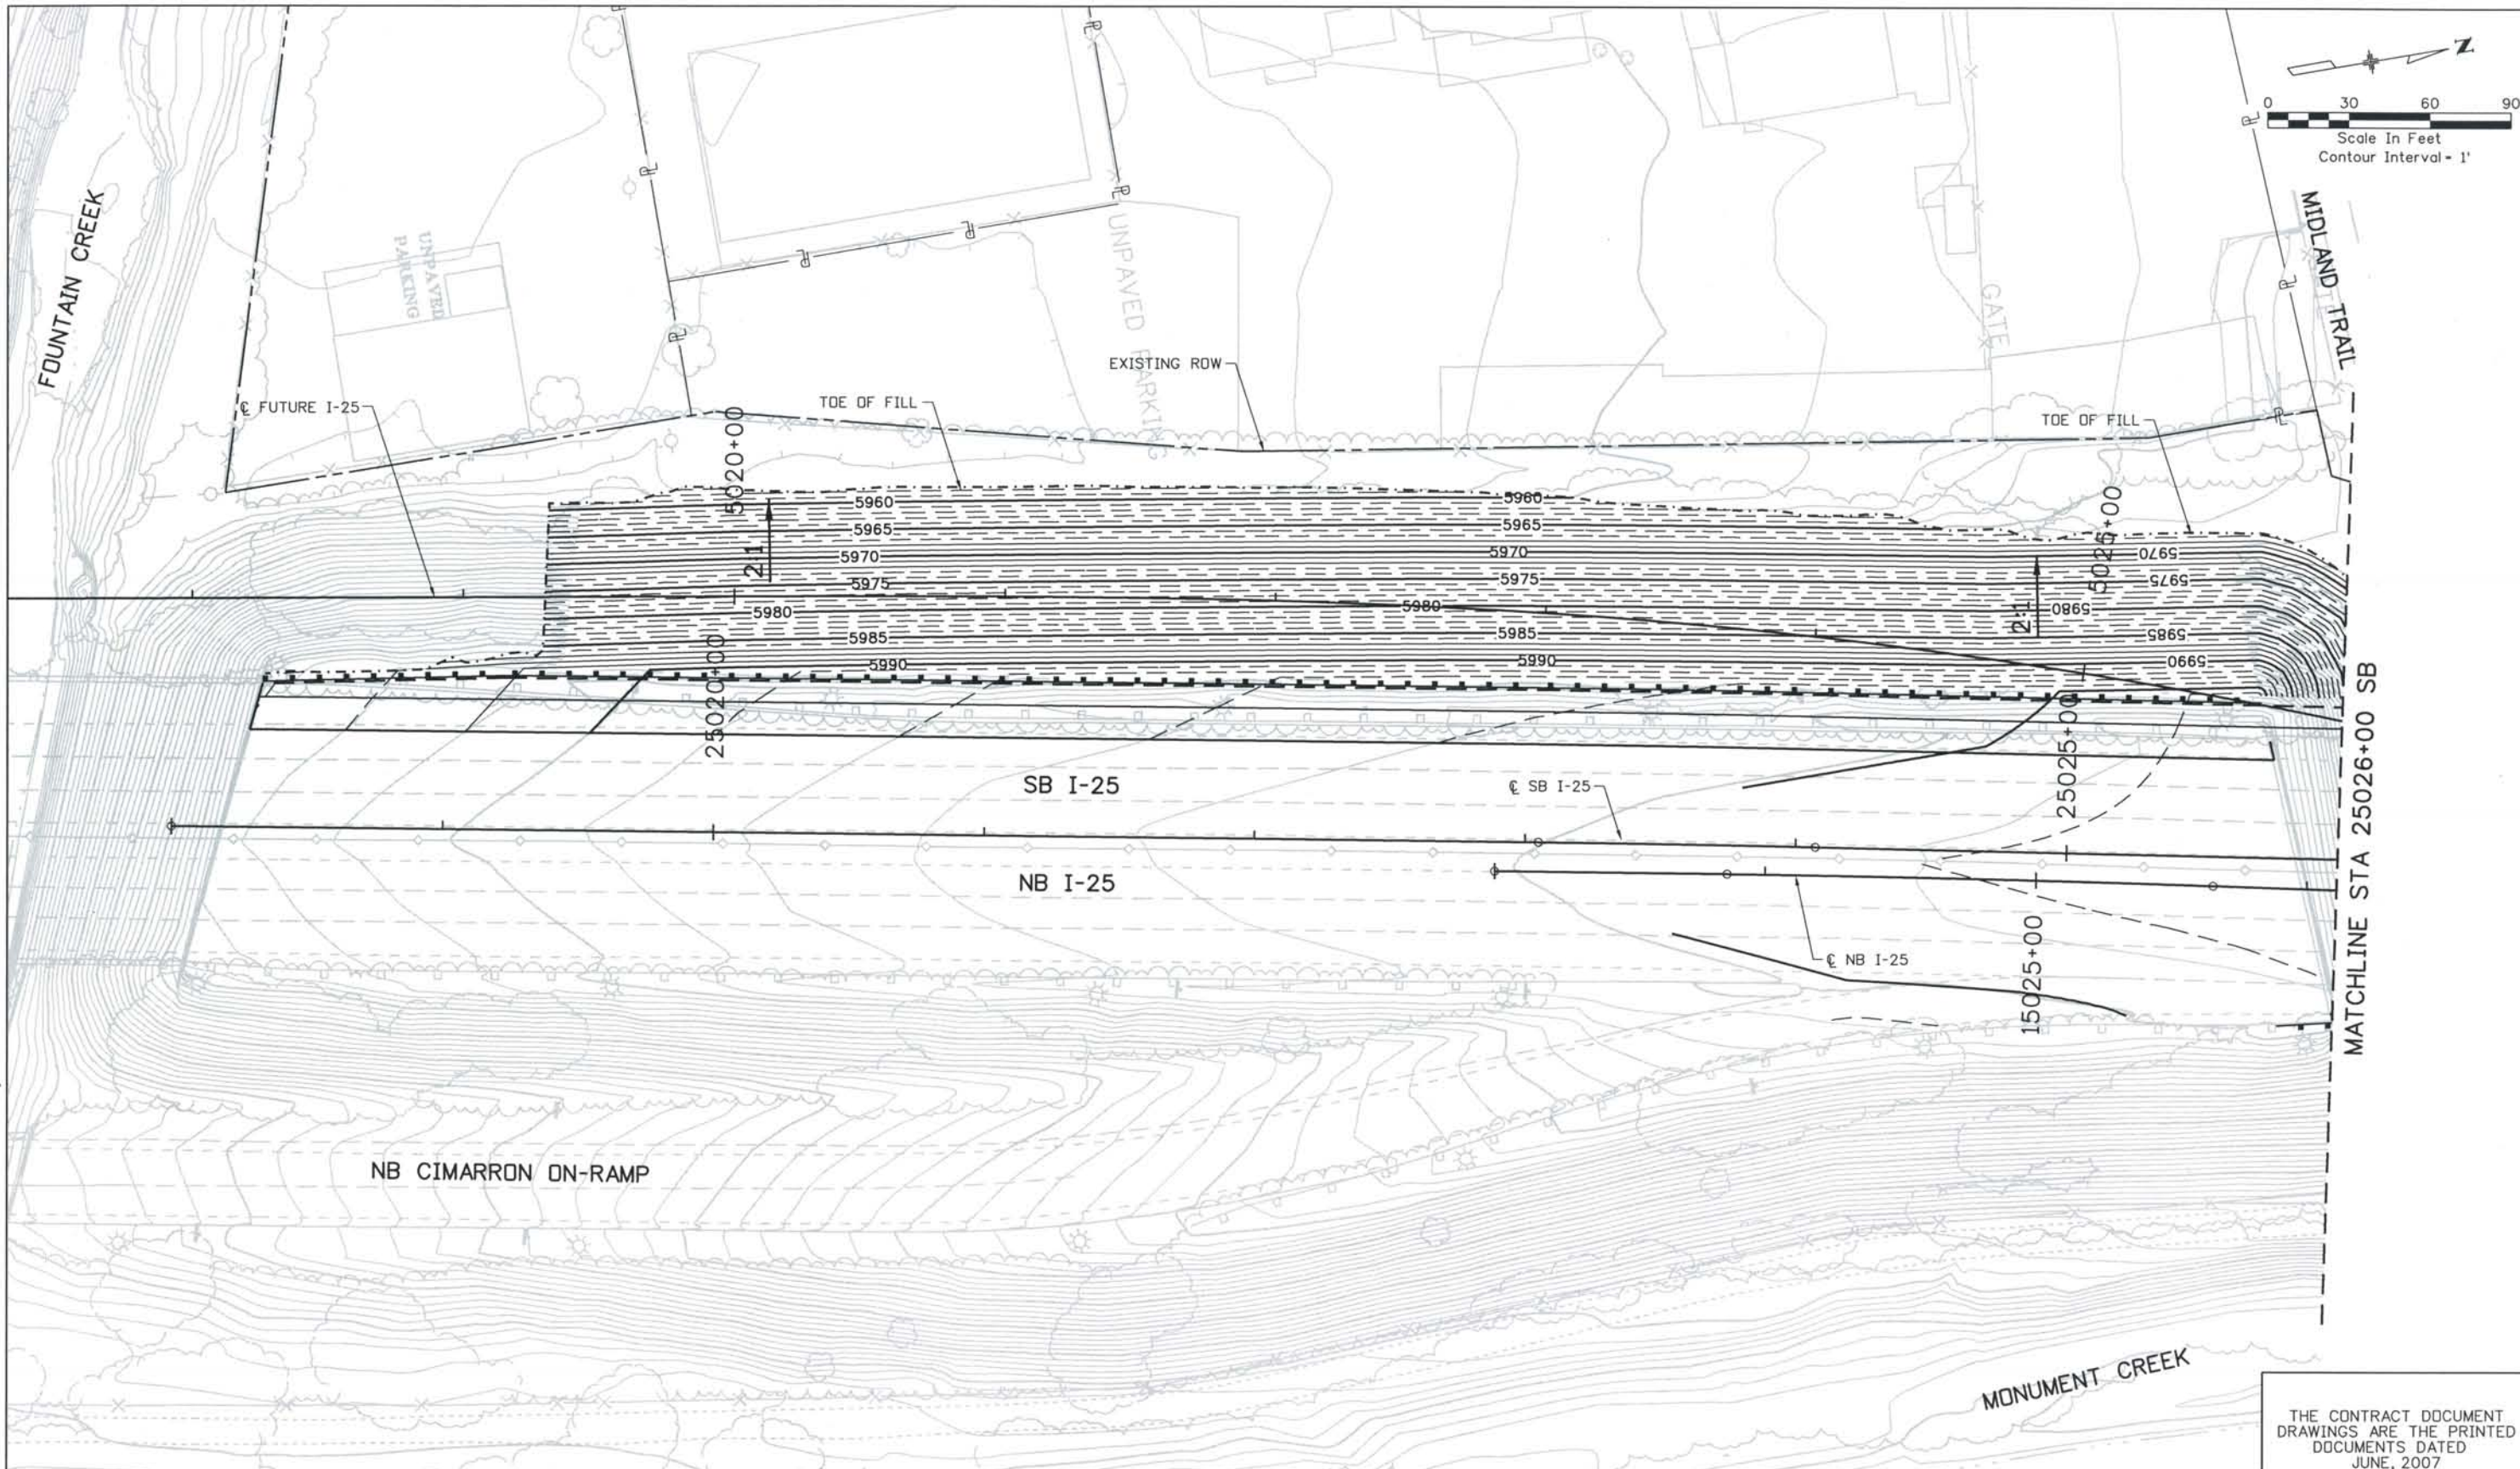 Z
0 30 60 90
Scale In Feet
Contour Interval = 1'
FOUNTAIN CREEK
UNPAVED
PARKING
UNPAVED PARKING
GATE
MIDLAND TRAIL
EXISTING ROW
℄ FUTURE I-25
TOE OF FILL
TOE OF FILL
5020+00
5025+00
2:1
2:1
5960
5965
5970
5975
5980
5985
5990
5960
5965
5970
5975
5980
5985
5990
5970
5975
5980
5985
5990
25020+00
25025+00
SB I-25
℄ SB I-25
NB I-25
℄ NB I-25
15025+00
MATCHLINE STA 25026+00 SB
NB CIMARRON ON-RAMP
MONUMENT CREEK
THE CONTRACT DOCUMENT
DRAWINGS ARE THE PRINTED
DOCUMENTS DATED
JUNE, 2007